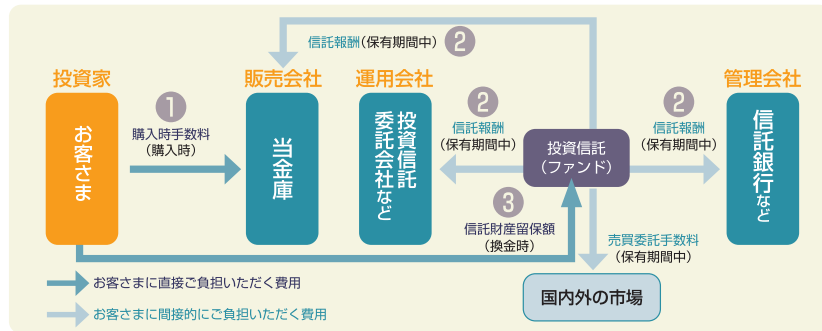 信託報酬(保有期間中) 2
投資家
販売会社
運用会社
管理会社
お客さま
1
購入時手数料
(購入時)
当金庫
投資信託
委託会社など
2
信託報酬
(保有期間中)
投資信託
(ファンド)
2
信託報酬
(保有期間中)
信託銀行など
3
信託財産留保額
(換金時)
売買委託手数料
(保有期間中)
国内外の市場
お客さまに直接ご負担いただく費用
お客さまに間接的にご負担いただく費用